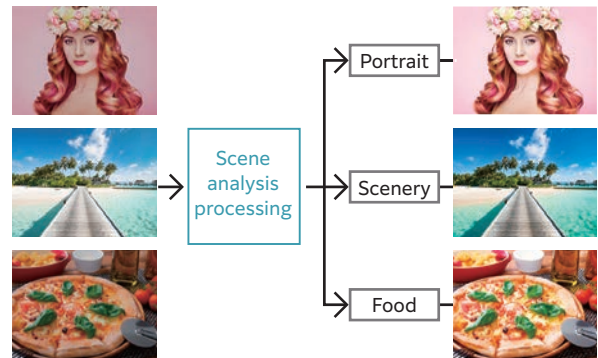 Scene
analysis
processing
Portrait
Scenery
Food